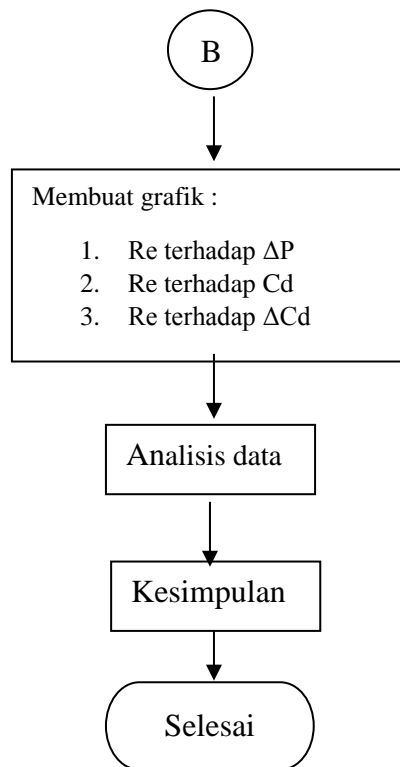 B
Membuat grafik :
1. Re terhadap ΔP
2. Re terhadap Cd
3. Re terhadap ΔCd
Analisis data
Kesimpulan
Selesai